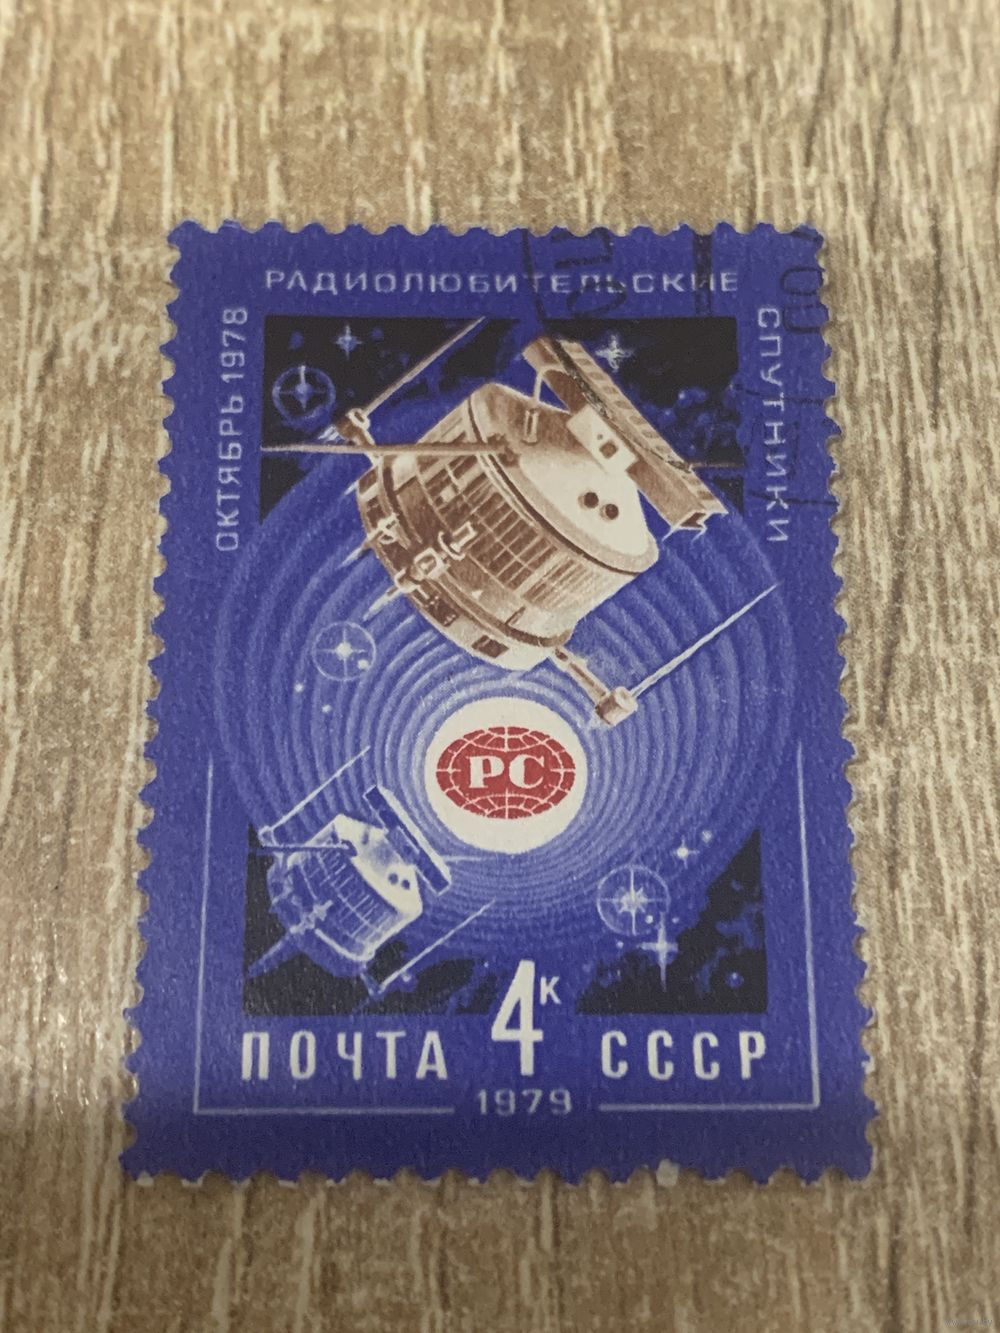 РАДИОЛЮБИТЕЛЬСКИЕ
СПУТНИКИ
ОКТЯБРЬ 1978
РС
4к
ПОЧТА СССР
1979